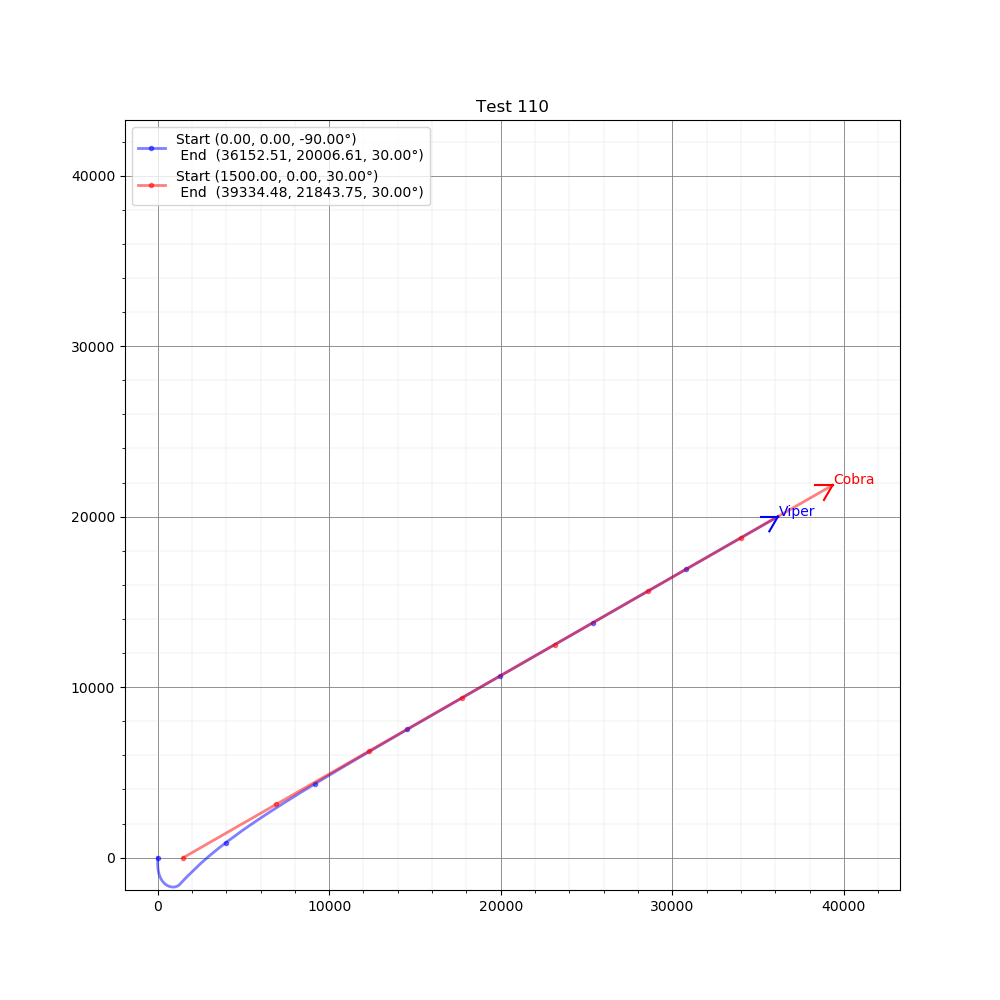 Test 110
Start (0.00, 0.00, -90.00°)
End  (36152.51, 20006.61, 30.00°)
Start (1500.00, 0.00, 30.00°)
End  (39334.48, 21843.75, 30.00°)
40000
30000
Cobra
Viper
20000
10000
0
0
10000
20000
30000
40000